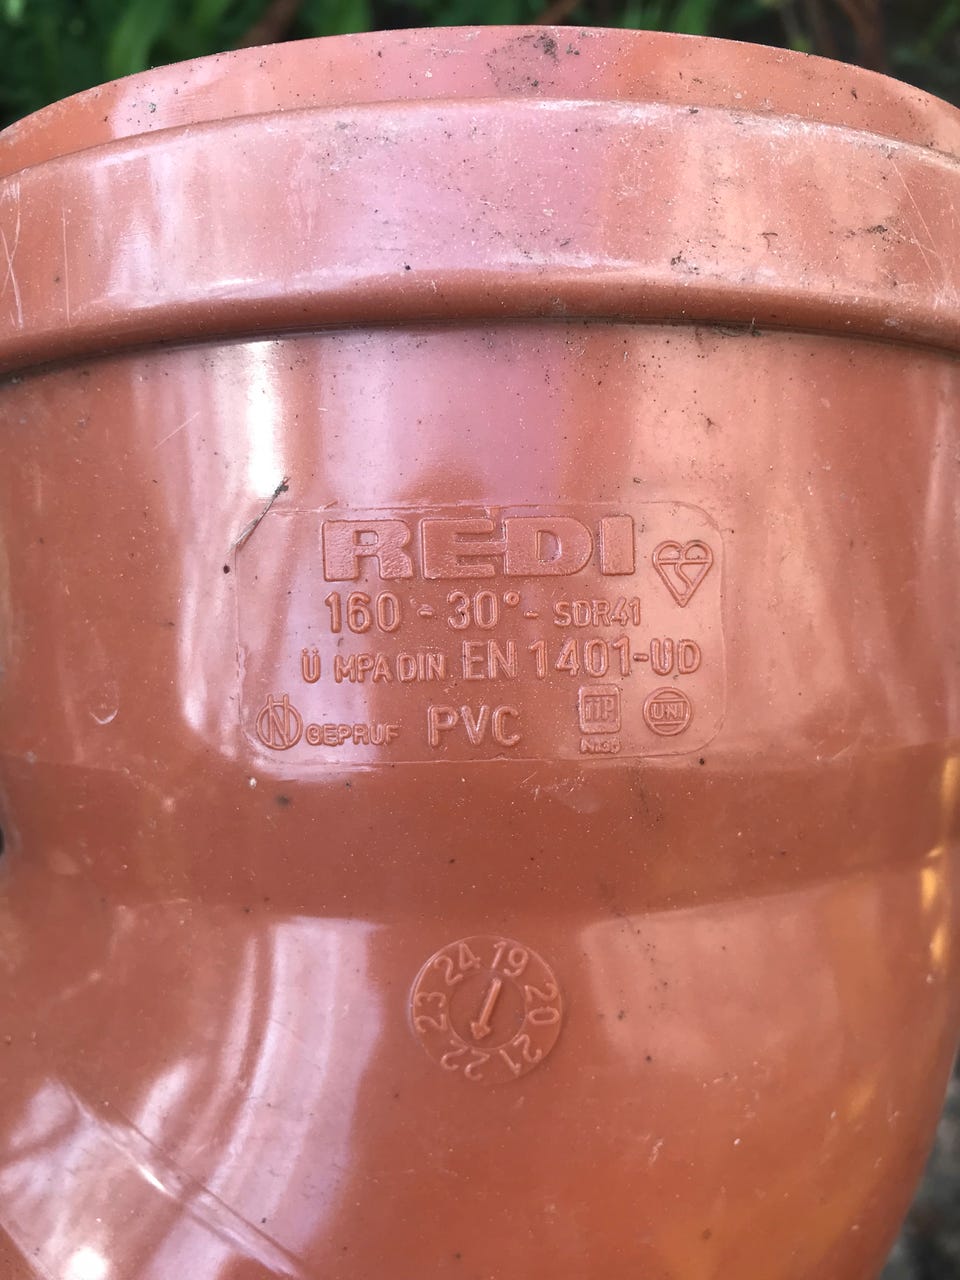 REDI
160 - 30° - SDR41
Ü MPA DIN EN 1401-UD
GEPRUF PVC IIP UNI
24 19 20 21 22 23